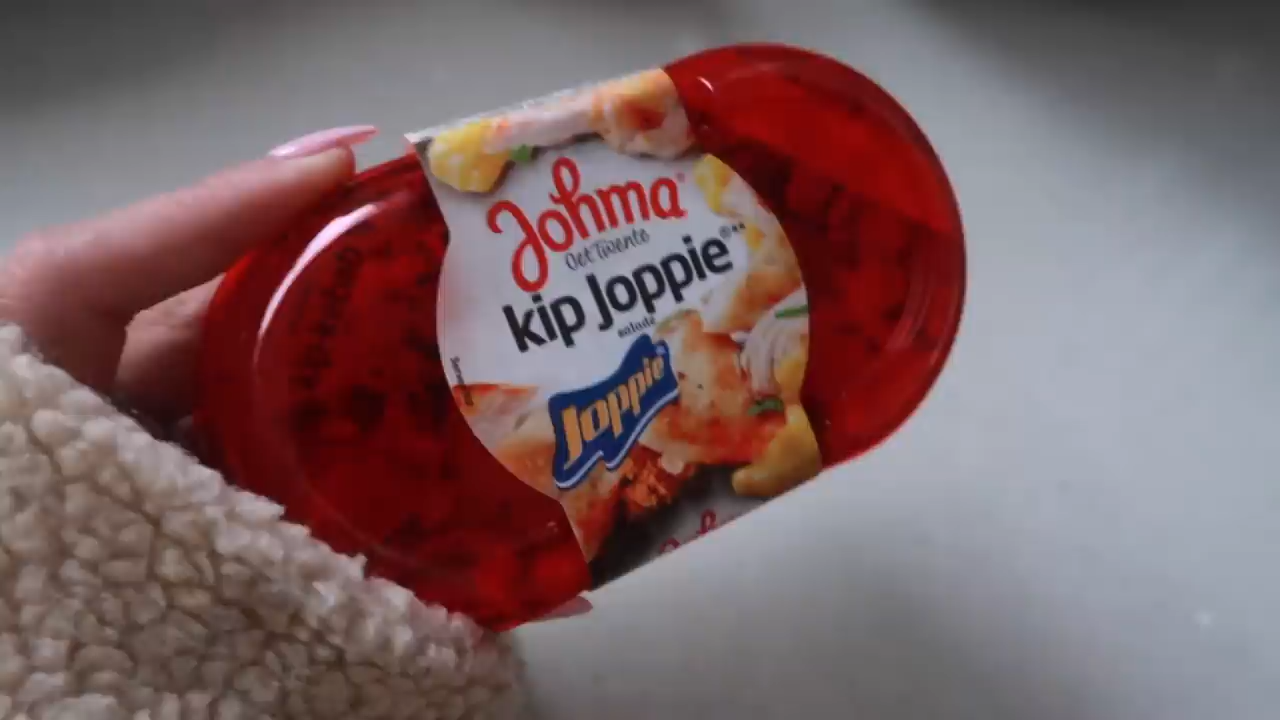 Johma®
Oet Twente
kip Joppie®**
salade
Joppie®